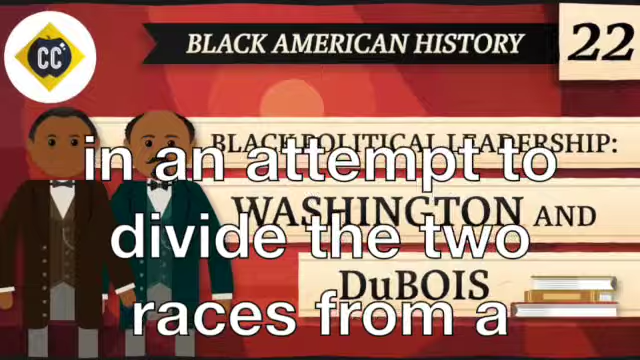 CC
BLACK AMERICAN HISTORY
22
BLACK POLITICAL LEADERSHIP:
in an attempt to
WASHINGTON AND
divide the two
DuBOIS
races from a